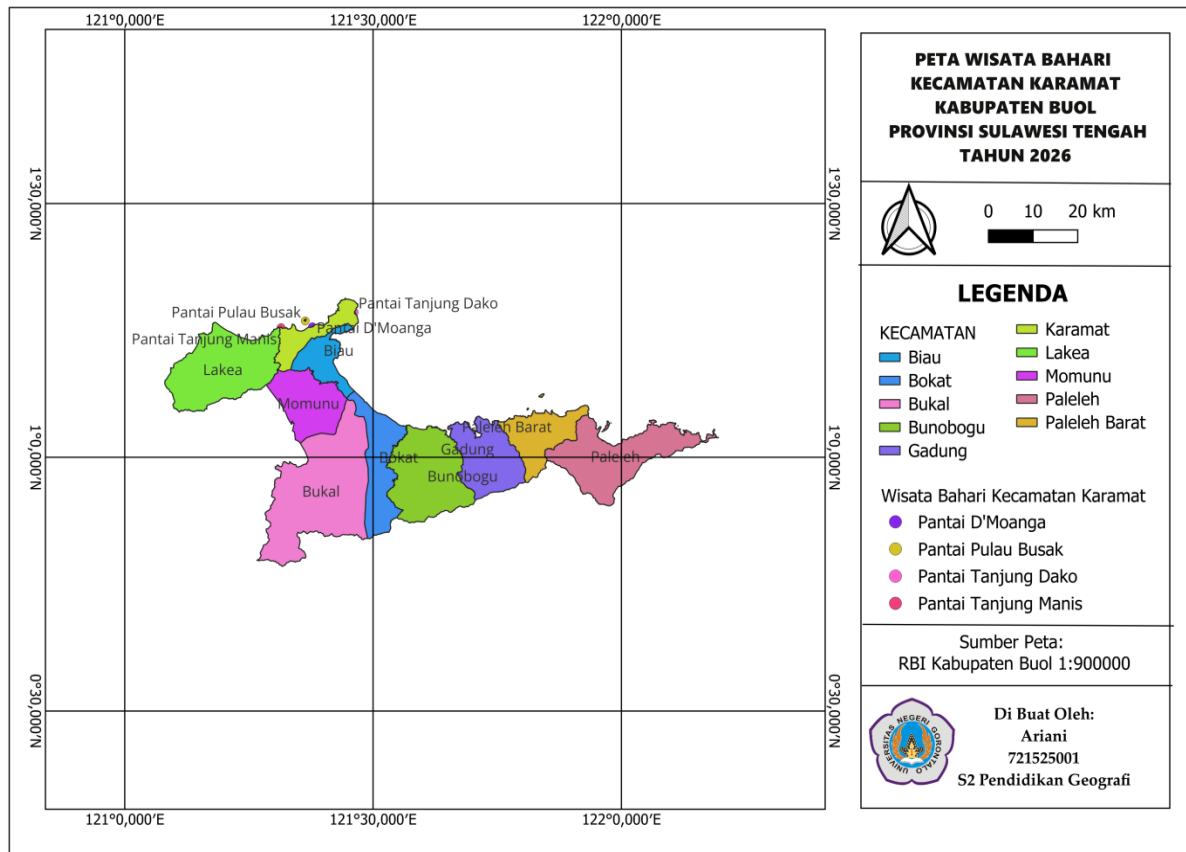 121°0,000'E 121°30,000'E 122°0,000'E
1°30,000'N 1°30,000'N
1°0,000'N 1°0,000'N
0°30,000'N 0°30,000'N
Pantai Tanjung Dako
Pantai Pulau Busak
Pantai D'Moanga
Pantai Tanjung Manis
Biau
Lakea
Momunu
Paleleh Barat
Gadung
Paleleh
Bokat
Bunobogu
Bukal
121°0,000'E 121°30,000'E 122°0,000'E
PETA WISATA BAHARI
KECAMATAN KARAMAT
KABUPATEN BUOL
PROVINSI SULAWESI TENGAH
TAHUN 2026
0 10 20 km
LEGENDA
KECAMATAN
Biau
Bokat
Bukal
Bunobogu
Gadung
Karamat
Lakea
Momunu
Paleleh
Paleleh Barat
Wisata Bahari Kecamatan Karamat
Pantai D'Moanga
Pantai Pulau Busak
Pantai Tanjung Dako
Pantai Tanjung Manis
Sumber Peta:
RBI Kabupaten Buol 1:900000
UNIVERSITAS NEGERI GORONTALO
Di Buat Oleh:
Ariani
721525001
S2 Pendidikan Geografi